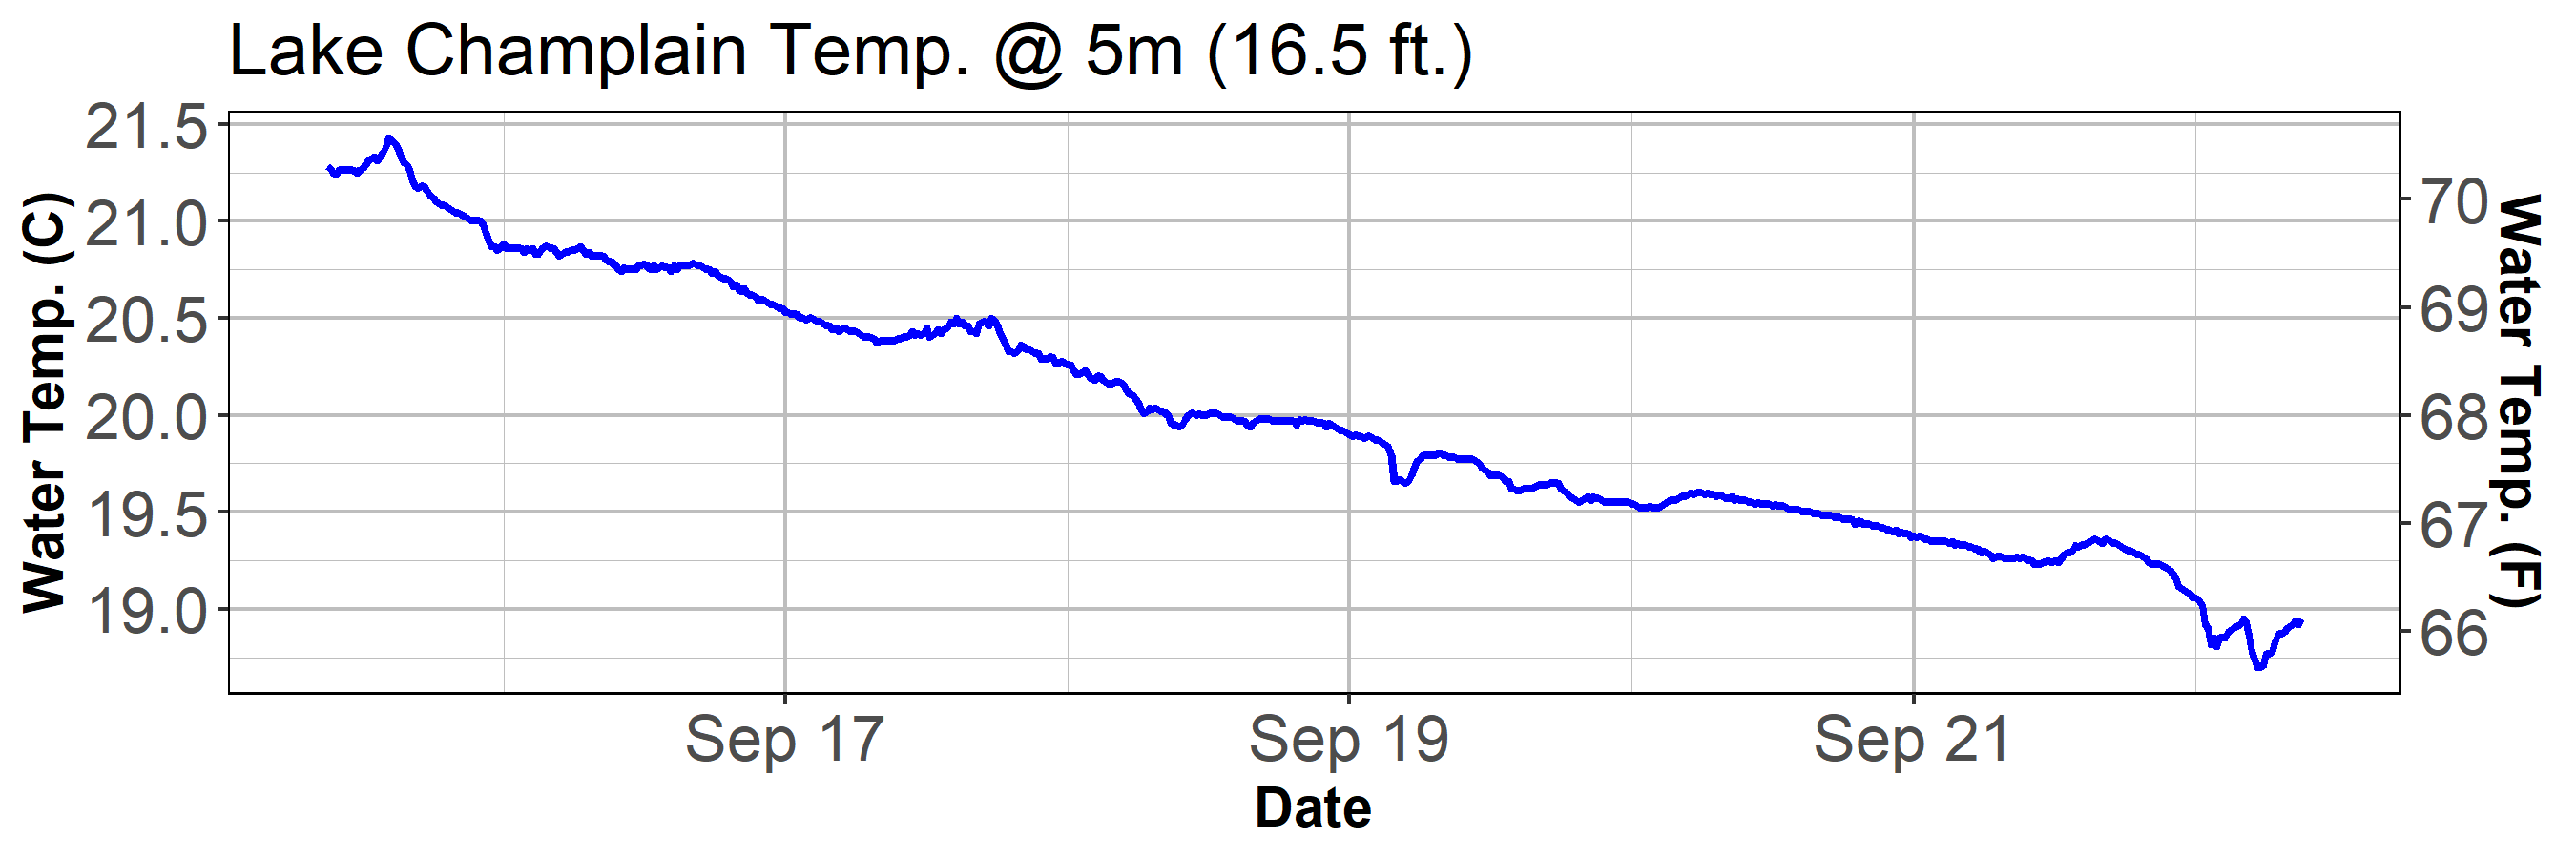 Lake Champlain Temp. @ 5m (16.5 ft.)
Water Temp. (C)
21.5
21.0
20.5
20.0
19.5
19.0
70
69
68
67
66
Water Temp. (F)
Sep 17 Sep 19 Sep 21
Date